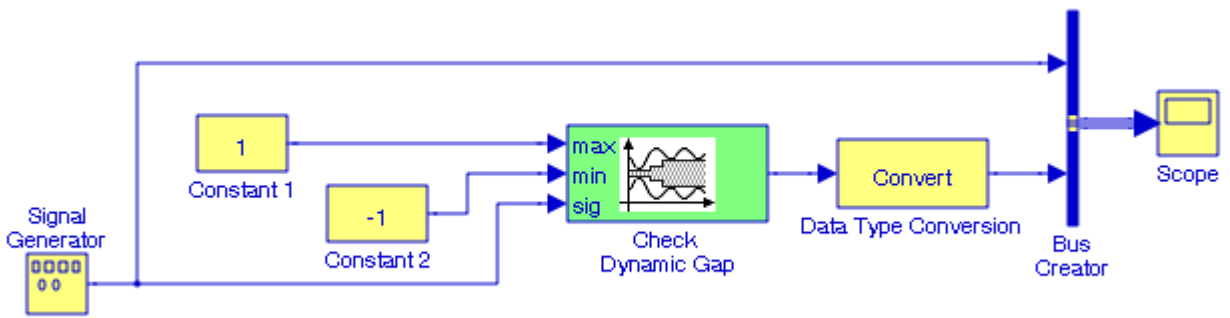 1
Constant 1
-1
Constant 2
Signal
Generator
max
min
sig
Check
Dynamic Gap
Convert
Data Type Conversion
Bus
Creator
Scope